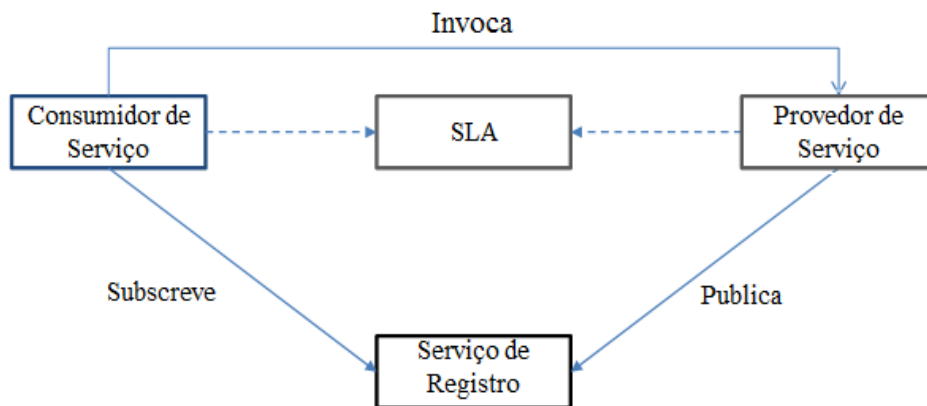 Invoca
Consumidor de
Serviço
SLA
Provedor de
Serviço
Subscreve
Publica
Serviço de
Registro